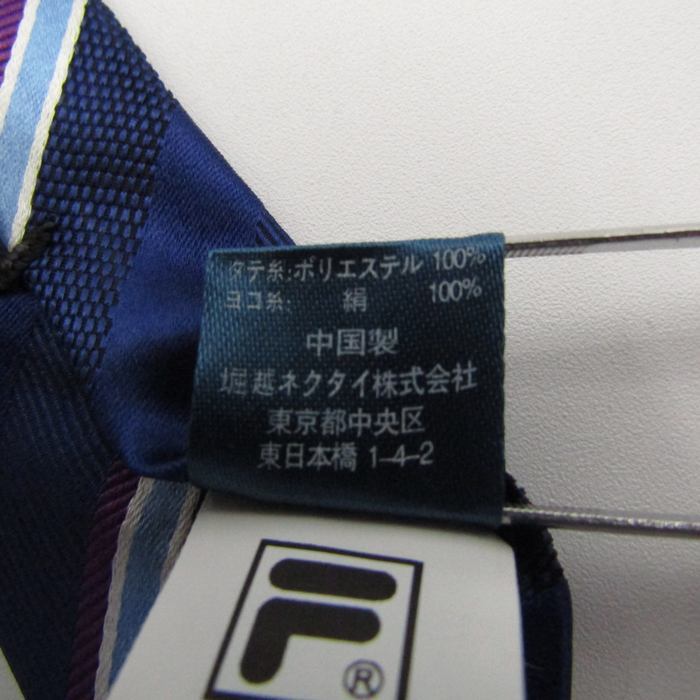 タテ糸:ポリエステル 100%
ヨコ糸: 絹 100%
中国製
堀越ネクタイ株式会社
東京都中央区
東日本橋 1-4-2
F®